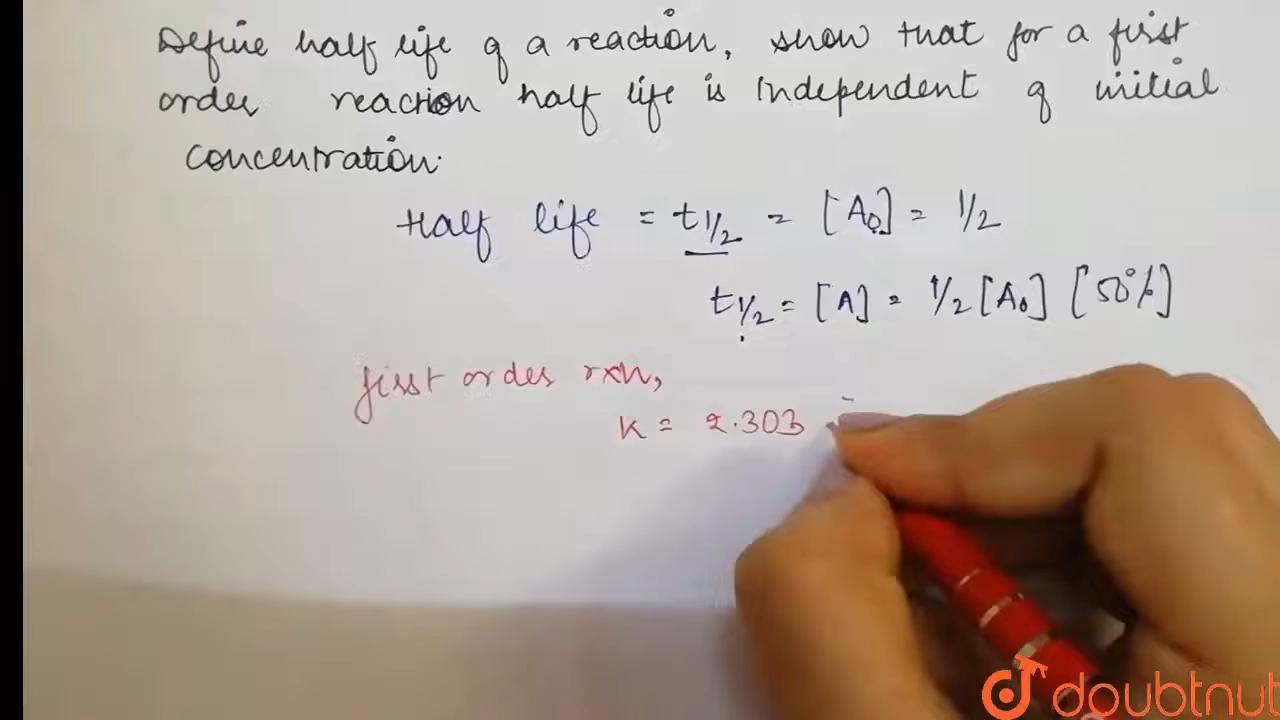 Define half life of a reaction, show that for a first
order reaction half life is independent of initial
concentration.
Half life = t1/2 = [A0] = 1/2
t1/2 = [A] = 1/2 [A0] [50%]
first order rxn,
K = 2.303
doubtnut